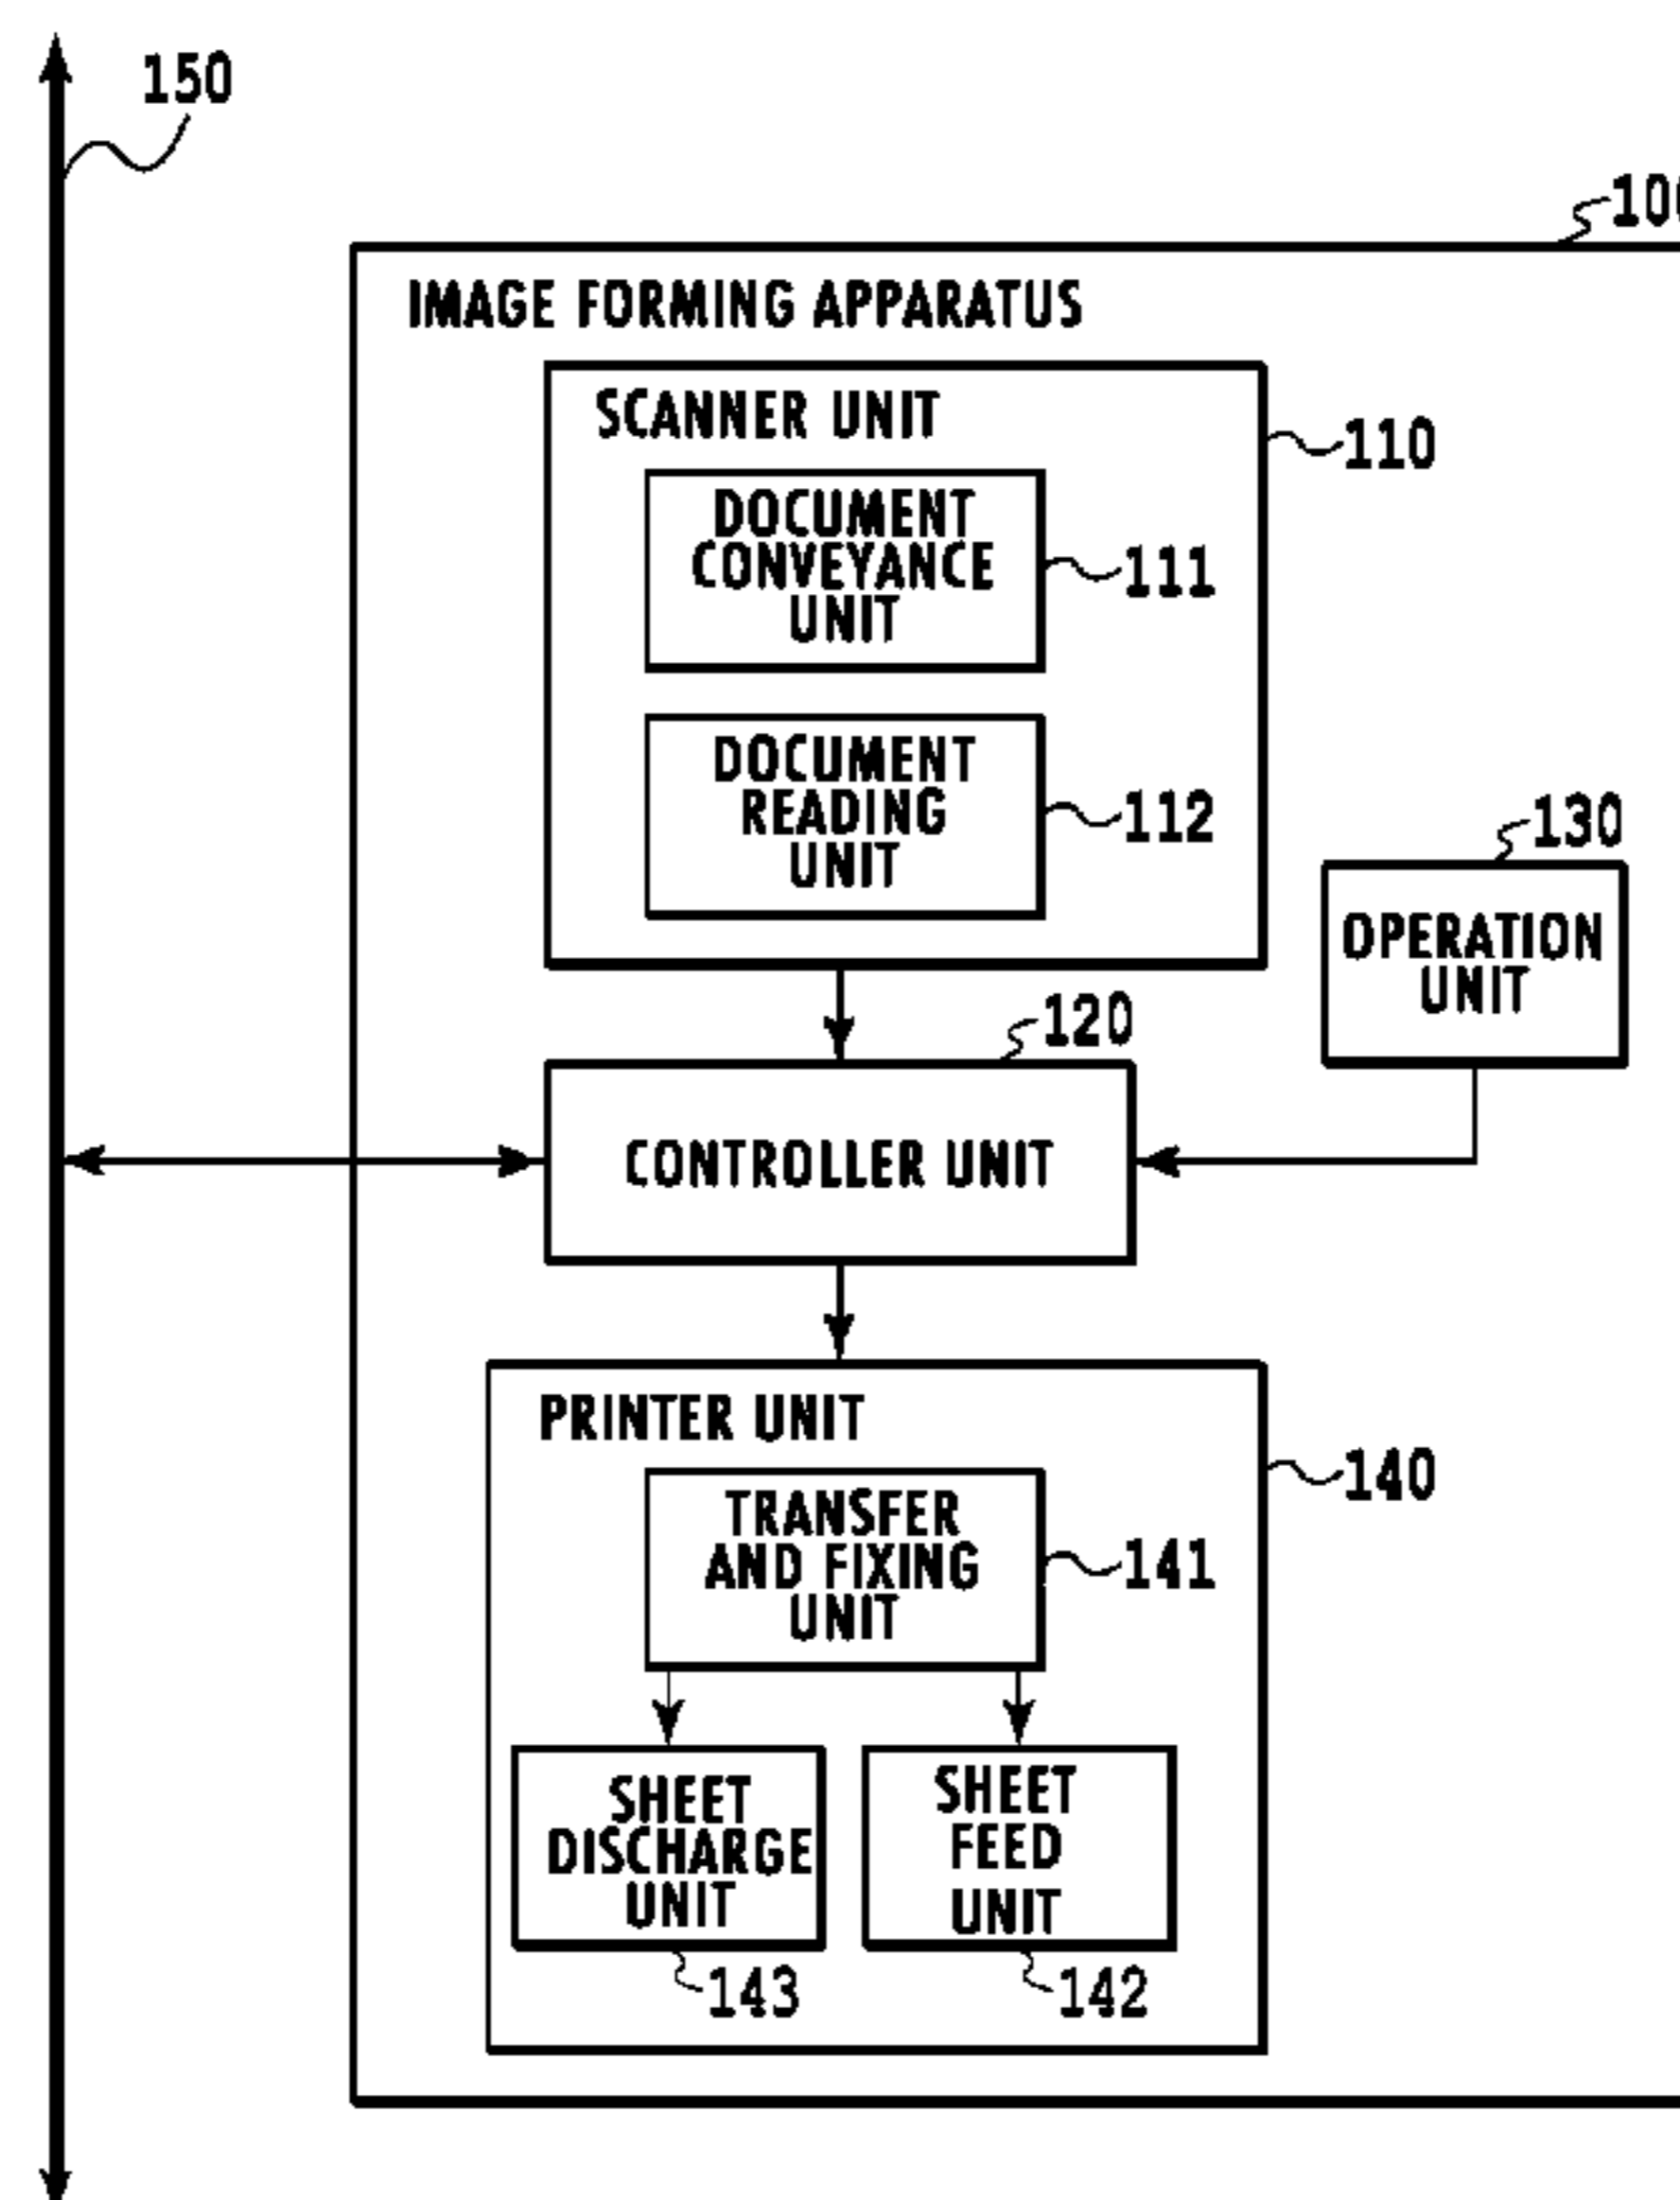 150
100
IMAGE FORMING APPARATUS
SCANNER UNIT
110
DOCUMENT
CONVEYANCE
UNIT
111
DOCUMENT
READING
UNIT
112
130
OPERATION
UNIT
120
CONTROLLER UNIT
PRINTER UNIT
140
TRANSFER
AND FIXING
UNIT
141
SHEET
DISCHARGE
UNIT
SHEET
FEED
UNIT
143
142